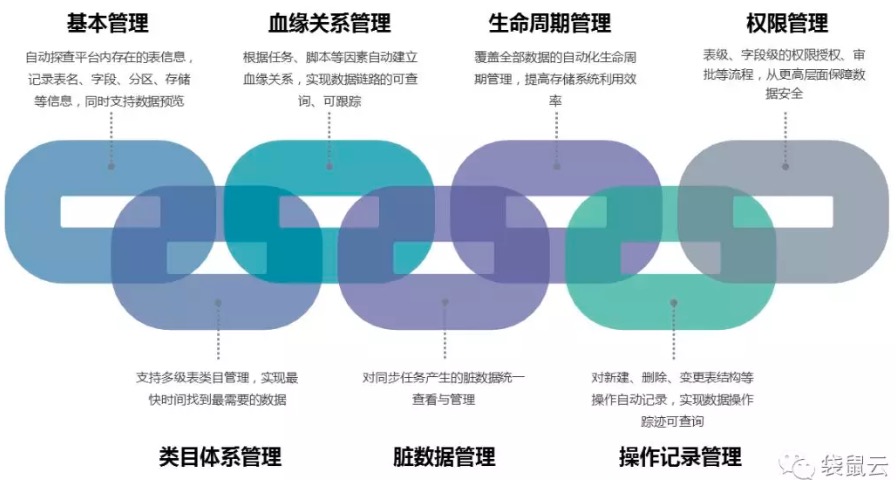 基本管理
自动探查平台内存在的表信息，
记录表名、字段、分区、存储
等信息，同时支持数据预览
血缘关系管理
根据任务、脚本等因素自动建立
血缘关系，实现数据链路的可查
询、可跟踪
生命周期管理
覆盖全部数据的自动化生命周
期管理，提高存储系统利用效
率
权限管理
表级、字段级的权限授权、审
批等流程，从更高层面保障数
据安全
支持多级表类目管理，实现最
快时间找到最需要的数据
类目体系管理
对同步任务产生的脏数据统一
查看与管理
脏数据管理
对新建、删除、变更表结构等
操作自动记录，实现数据操作
踪迹可查询
操作记录管理
袋鼠云